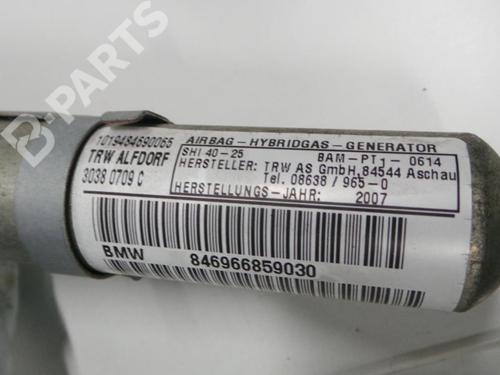 B PARTS
1019484690065
TRW ALFDORF
3038 0709 C
AIRBAG - HYBRIDGAS - GENERATOR
SHI 40-25 BAM-PT1-0614
HERSTELLER: TRW AS GmbH, 84544 Aschau
Tel. 08638 / 965-0
HERSTELLUNGS-JAHR: 2007
BMW 846966859030